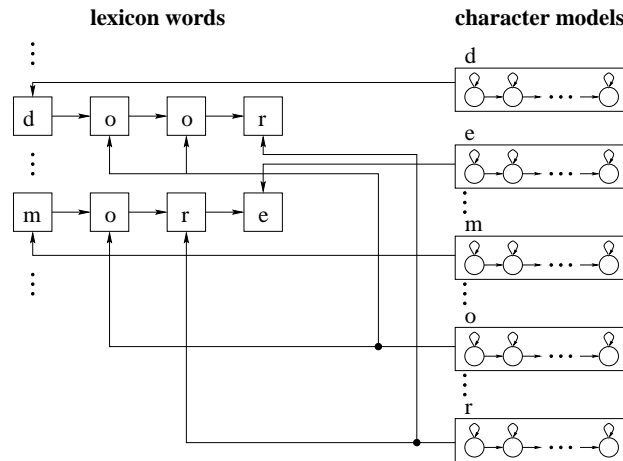 lexicon words
character models
d
d o o r
e
m o r e
m
o
r